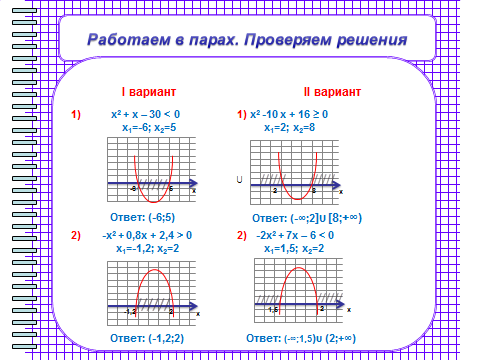 Работаем в парах. Проверяем решения
I вариант
1) x² + x – 30 < 0
x₁=-6; x₂=5
-6 5 x
Ответ: (-6;5)
2) -x² + 0,8x + 2,4 > 0
x₁=-1,2; x₂=2
-1,2 2 x
Ответ: (-1,2;2)
II вариант
1) x² -10 x + 16 ≥ 0
x₁=2; x₂=8
∪
2 8 x
Ответ: (-∞;2]∪ [8;+∞)
2) -2x² + 7x – 6 < 0
x₁=1,5; x₂=2
1,5 2 x
Ответ: (-∞;1,5)∪ (2;+∞)